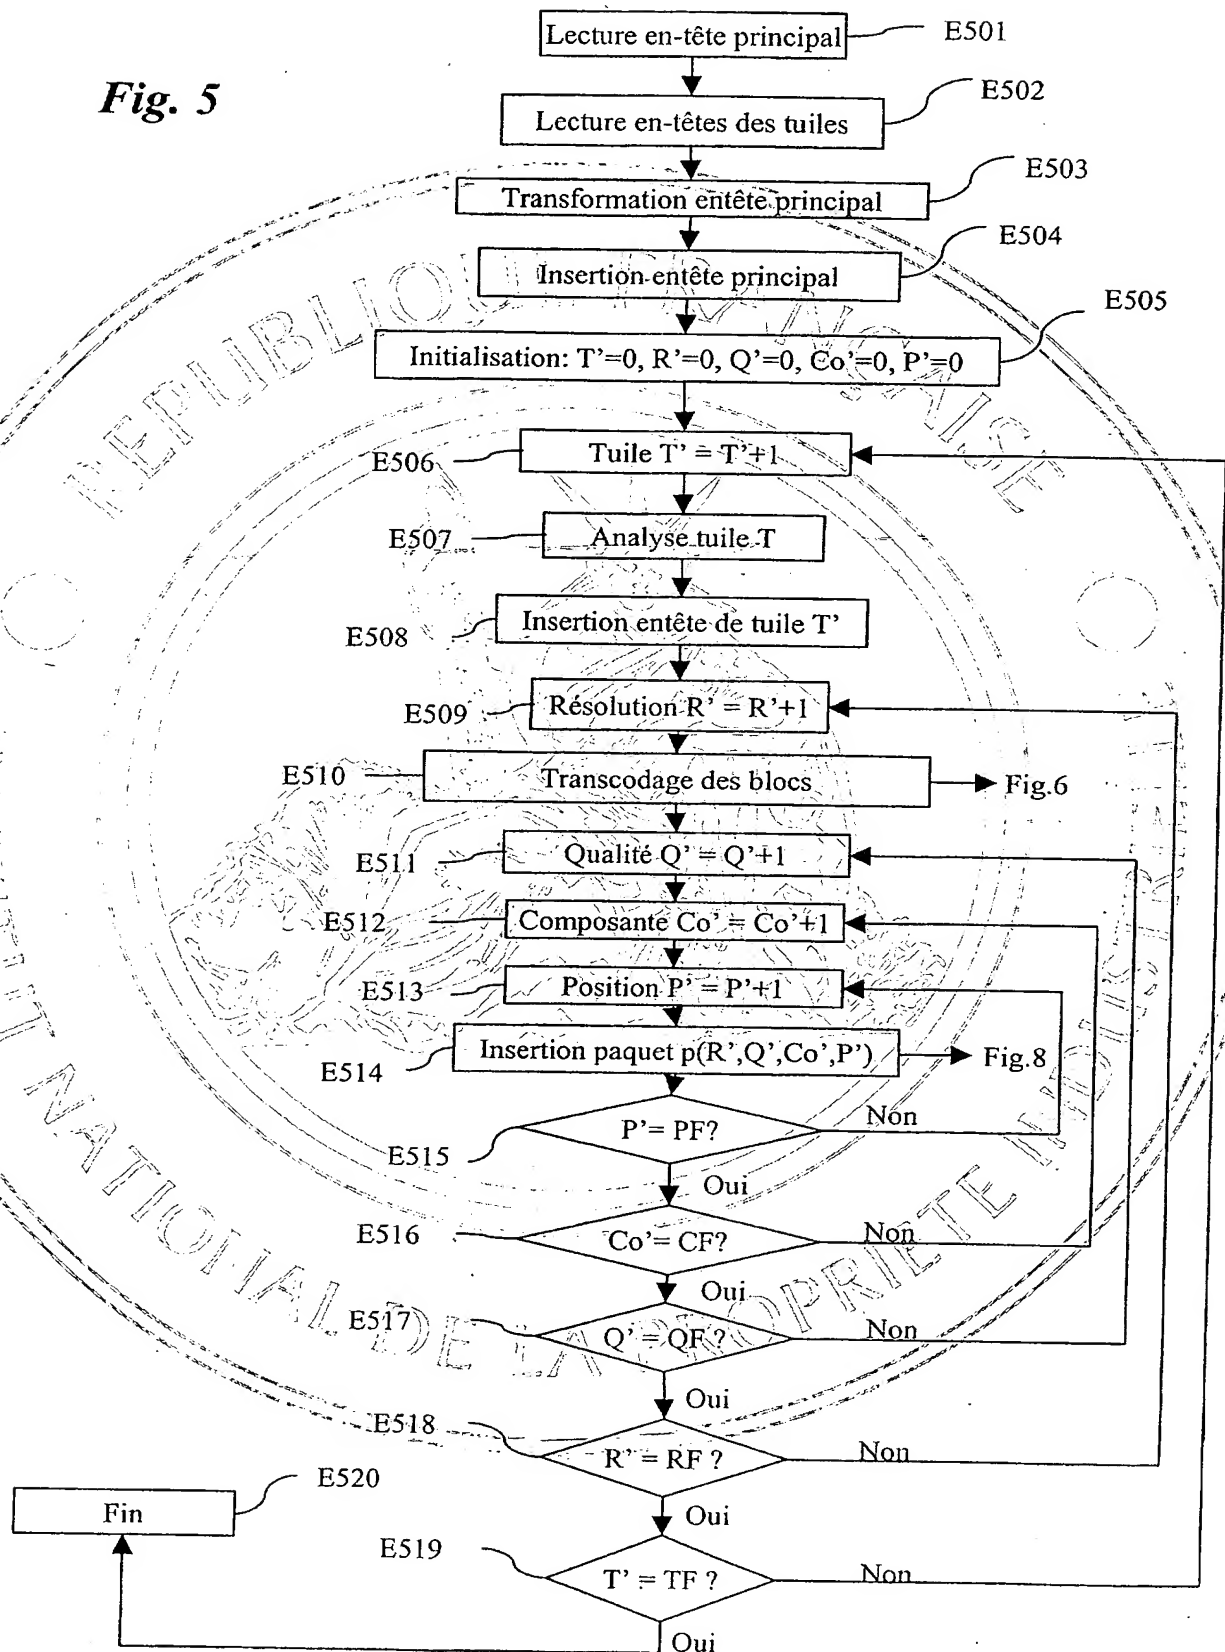 Fig. 5
Lecture en-tête principal
E501
Lecture en-têtes des tuiles
E502
Transformation entête principal
E503
Insertion entête principal
E504
Initialisation: T'=0, R'=0, Q'=0, Co'=0, P'=0
E505
Tuile T' = T'+1
E506
Analyse tuile T
E507
Insertion entête de tuile T'
E508
Résolution R' = R'+1
E509
Transcodage des blocs
E510
Fig.6
Qualité Q' = Q'+1
E511
Composante Co' = Co'+1
E512
Position P' = P'+1
E513
Insertion paquet p(R',Q',Co',P')
E514
Fig.8
P'= PF?
Non
E515
Oui
Co'= CF?
Non
E516
Oui
Q' = QF ?
Non
E517
Oui
R' = RF ?
Non
E518
Oui
T' = TF ?
Non
E519
Oui
Fin
E520
NATIONAL DE LA PROPRIETE